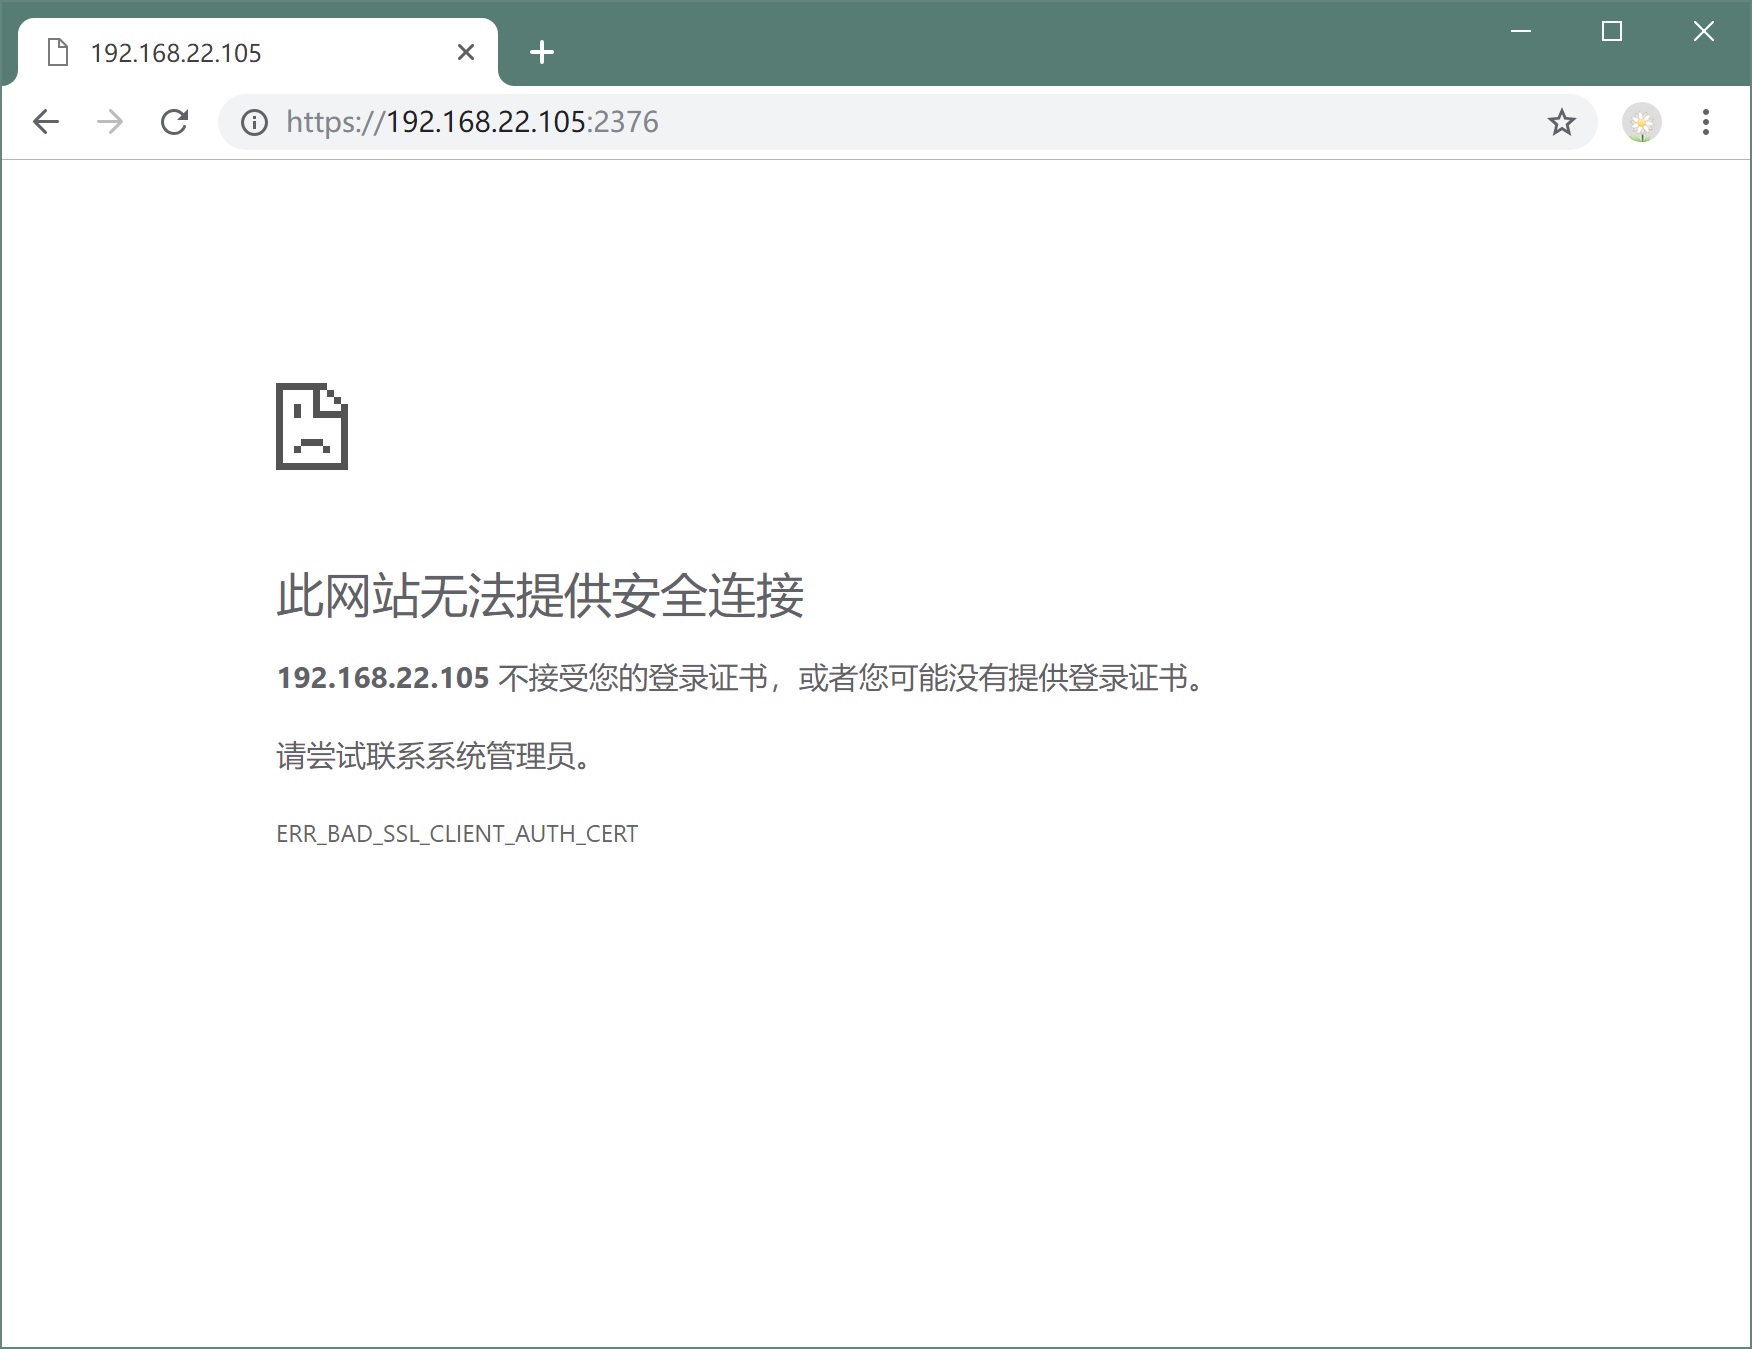 192.168.22.105
https://192.168.22.105:2376
此网站无法提供安全连接
192.168.22.105 不接受您的登录证书，或者您可能没有提供登录证书。
请尝试联系系统管理员。
ERR_BAD_SSL_CLIENT_AUTH_CERT